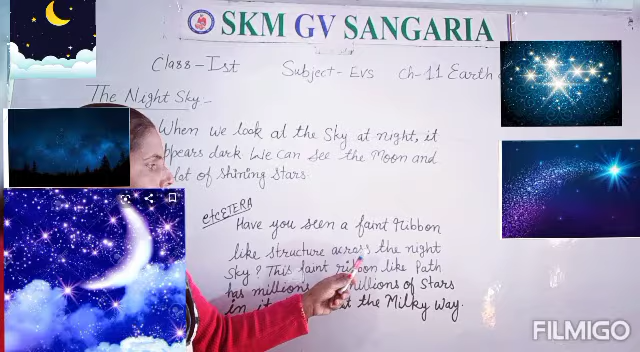 SKM GV SANGARIA
Class-Ist Subject-Evs Ch-11 Earth
The Night Sky-
When we look at the Sky at night, it
appears dark. We can see the Moon and
lot of Shining Stars.
etcETERA
Have you seen a faint ribbon
like structure across the night
Sky? This faint ribbon like Path
has millions millions of Stars
in it the Milky Way.
FILMIGO